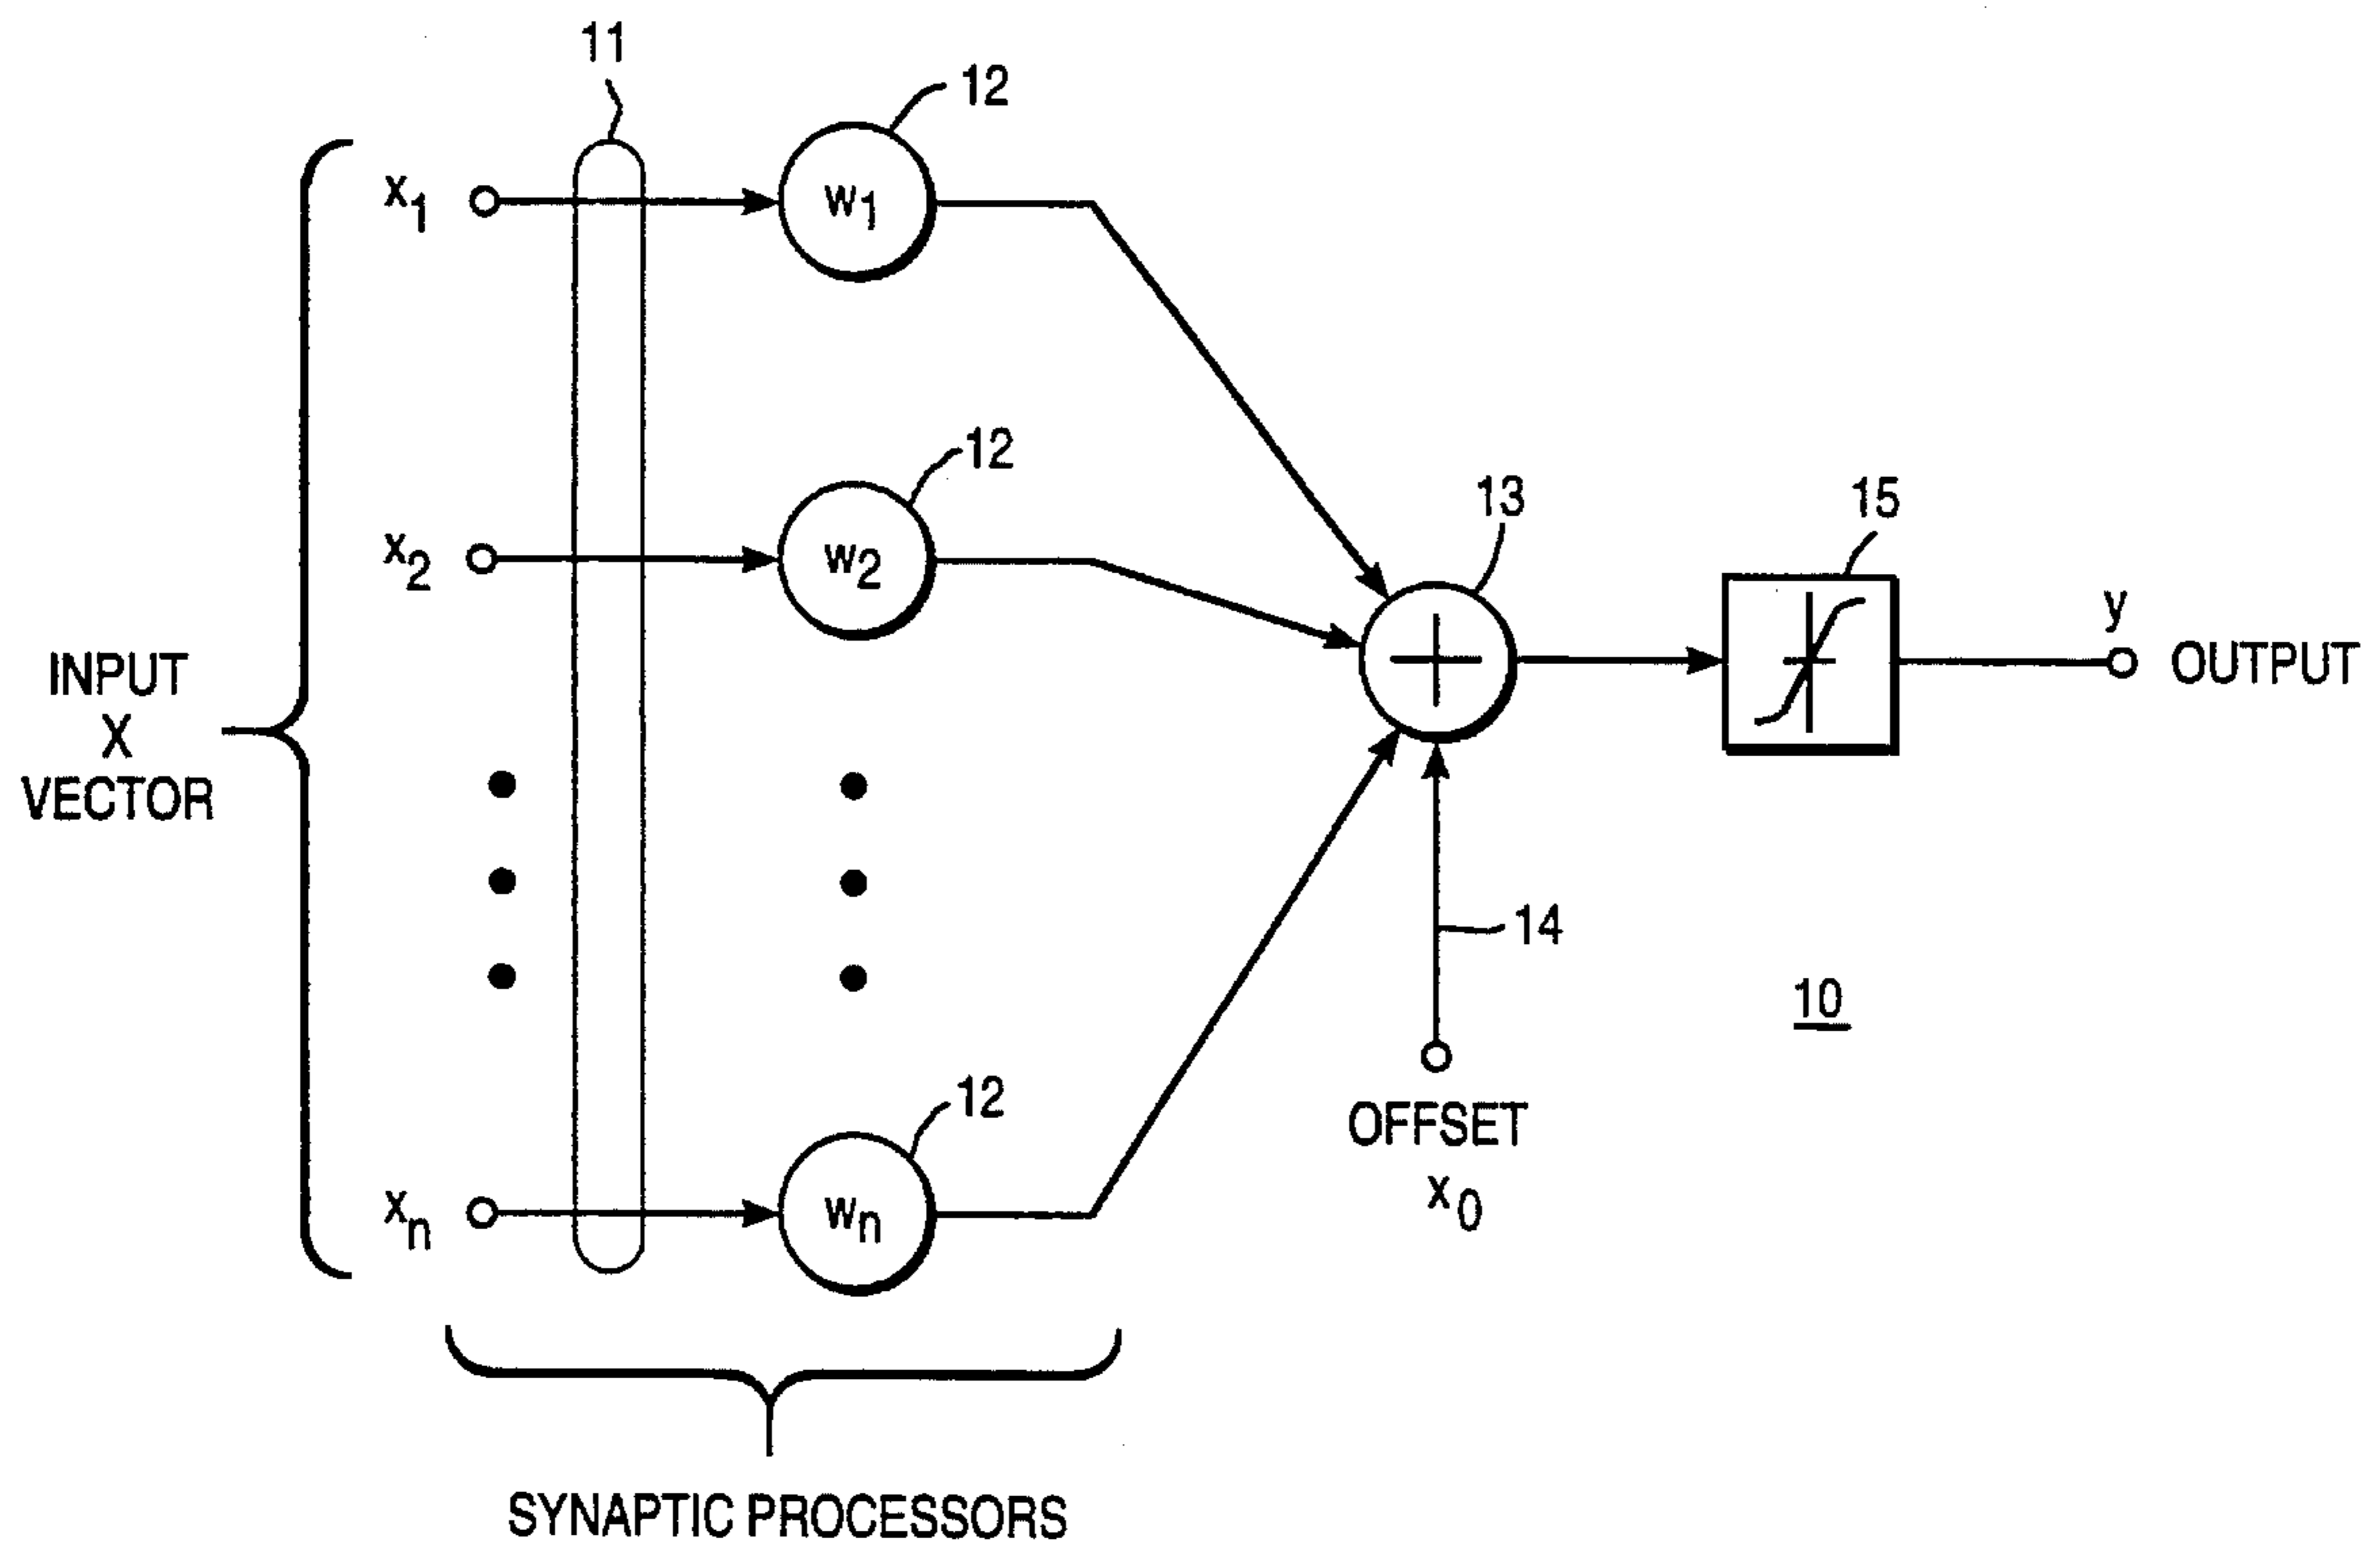 11
12
x1
w1
12
x2
w2
13
15
y
INPUT
X
VECTOR
OUTPUT
14
10
12
OFFSET
x0
xn
wn
SYNAPTIC PROCESSORS